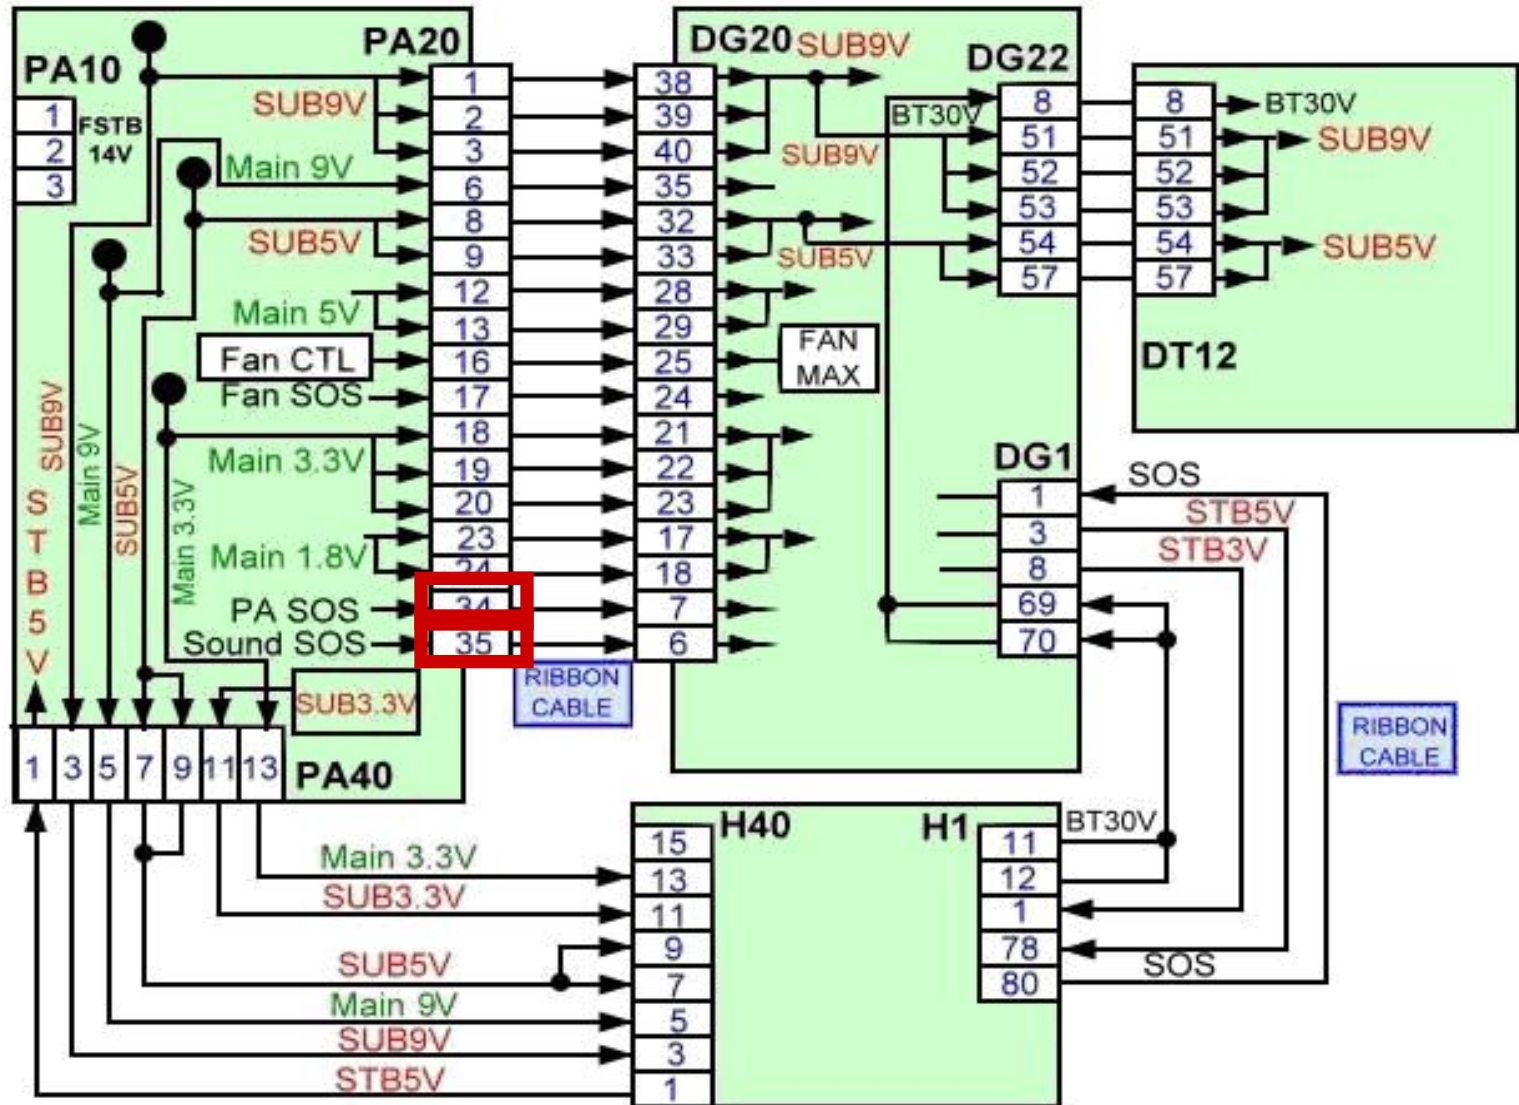 PA10
1
2
3
FSTB
14V
PA20
SUB9V
Main 9V
SUB5V
Main 5V
Fan CTL
Fan SOS
Main 3.3V
Main 1.8V
PA SOS
Sound SOS
SUB3.3V
1
2
3
6
8
9
12
13
16
17
18
19
20
23
24
34
35
SUB9V
Main 9V
SUB5V
Main 3.3V
S
T
B
5
V
1
3
5
7
9
11
13
PA40
RIBBON
CABLE
DG20
38
39
40
35
32
33
28
29
25
24
21
22
23
17
18
7
6
SUB9V
SUB9V
BT30V
SUB5V
FAN
MAX
DG22
8
51
52
53
54
57
8
51
52
53
54
57
BT30V
SUB9V
SUB5V
DT12
DG1
1
3
8
69
70
SOS
STB5V
STB3V
RIBBON
CABLE
H40
15
13
11
9
7
5
3
1
Main 3.3V
SUB3.3V
SUB5V
Main 9V
SUB9V
STB5V
H1
11
12
1
78
80
BT30V
SOS